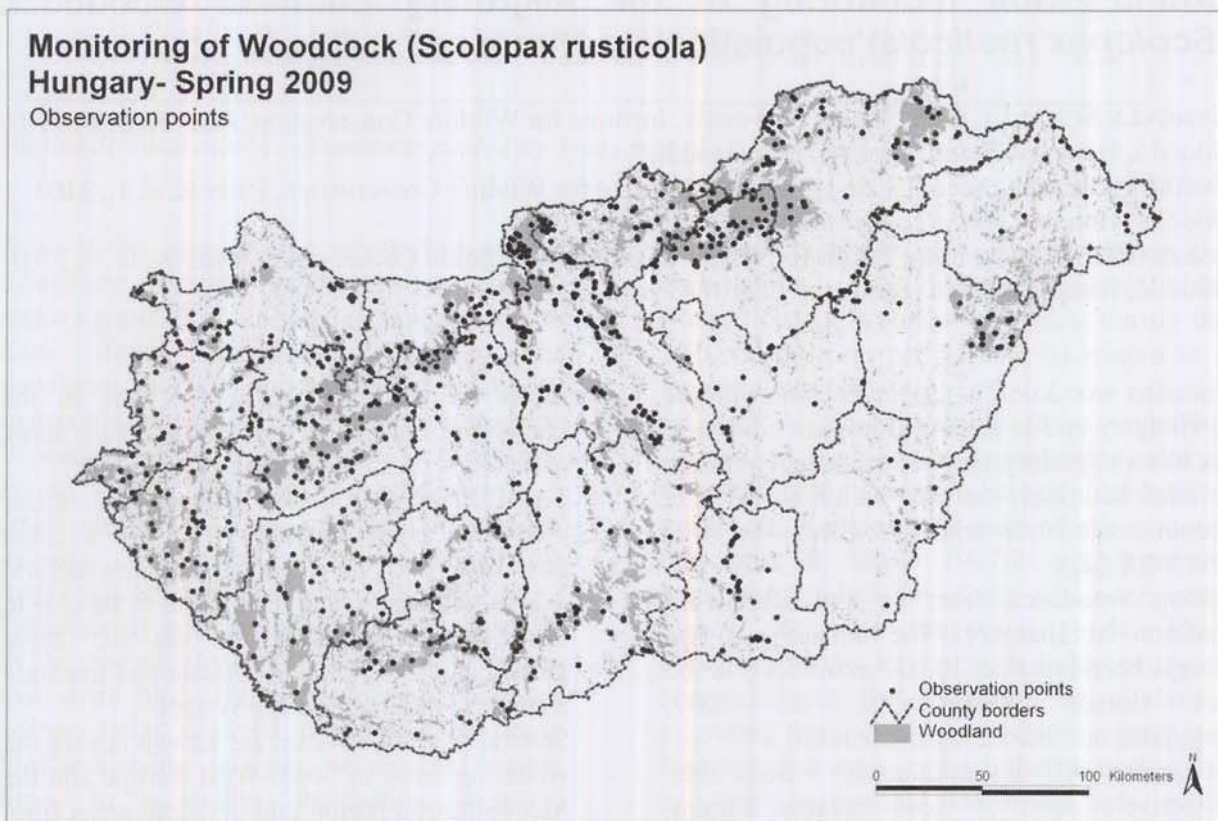 Monitoring of Woodcock (Scolopax rusticola)
Hungary- Spring 2009
Observation points
Observation points
County borders
Woodland
0 50 100 Kilometers
N